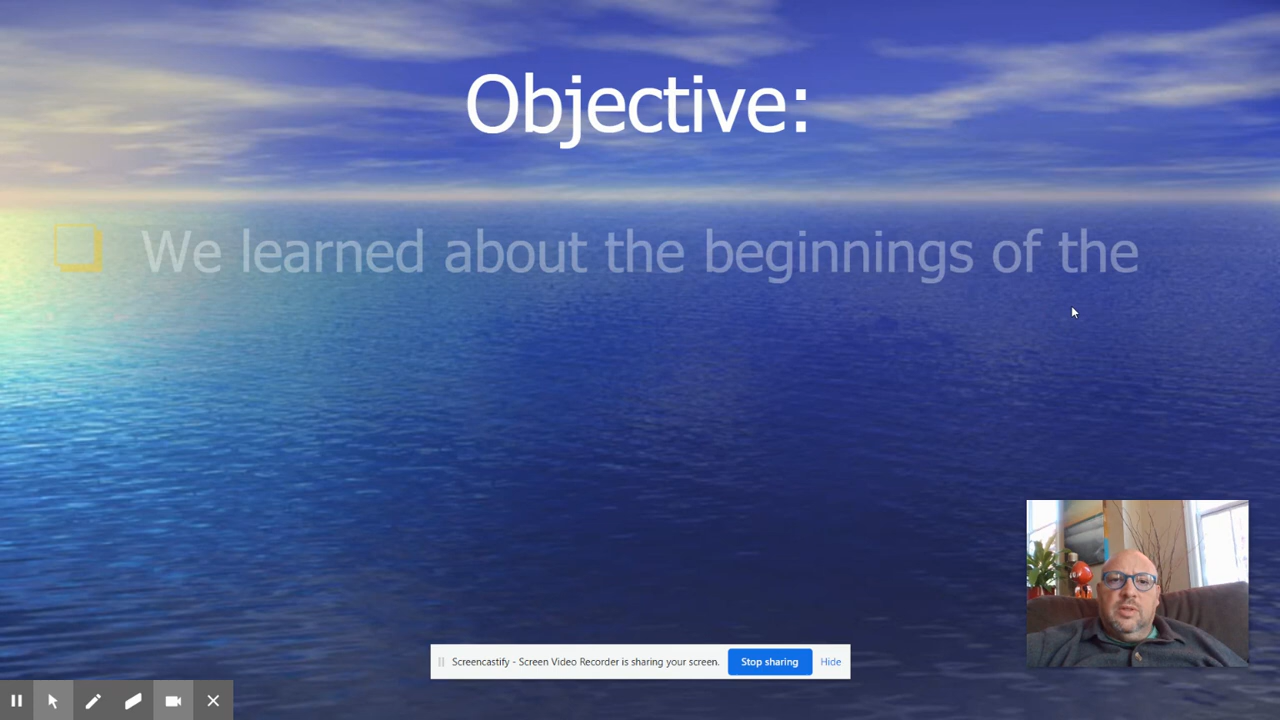 Objective:
We learned about the beginnings of the
Screencastify - Screen Video Recorder is sharing your screen. Stop sharing Hide